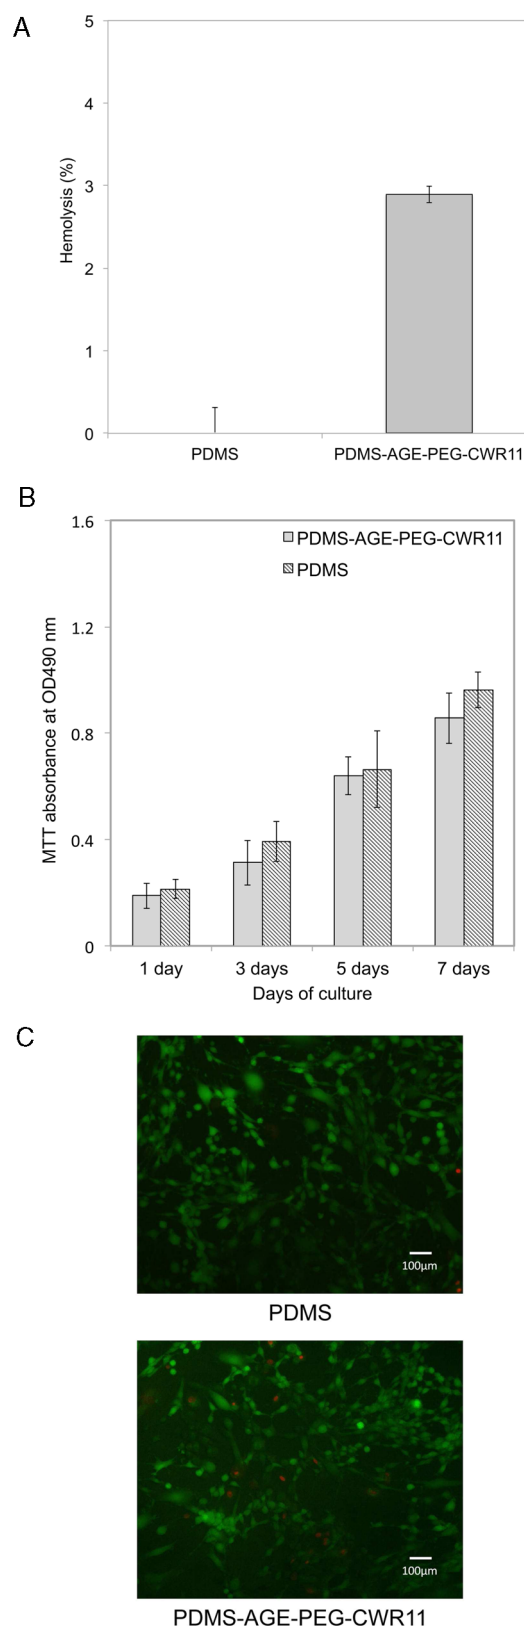 A
5
4
3
2
1
0
Hemolysis (%)
PDMS
PDMS-AGE-PEG-CWR11
B
1.6
1.2
0.8
0.4
0
MTT absorbance at OD490 nm
PDMS-AGE-PEG-CWR11
PDMS
1 day
3 days
5 days
7 days
Days of culture
C
100μm
PDMS
100μm
PDMS-AGE-PEG-CWR11